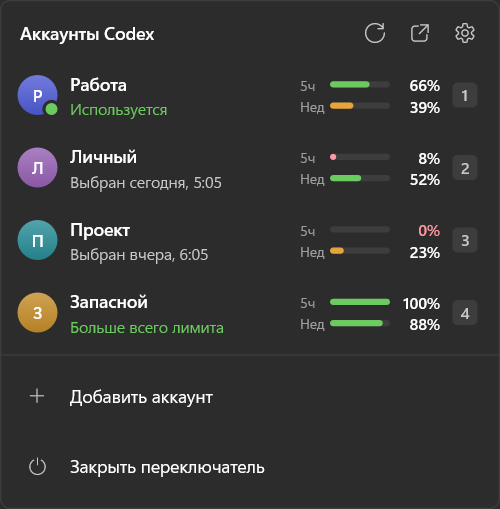 Аккаунты Codex
Р Работа 5ч 66% 1
Используется Нед 39%
Л Личный 5ч 8% 2
Выбран сегодня, 5:05 Нед 52%
П Проект 5ч 0% 3
Выбран вчера, 6:05 Нед 23%
З Запасной 5ч 100% 4
Больше всего лимита Нед 88%
Добавить аккаунт
Закрыть переключатель